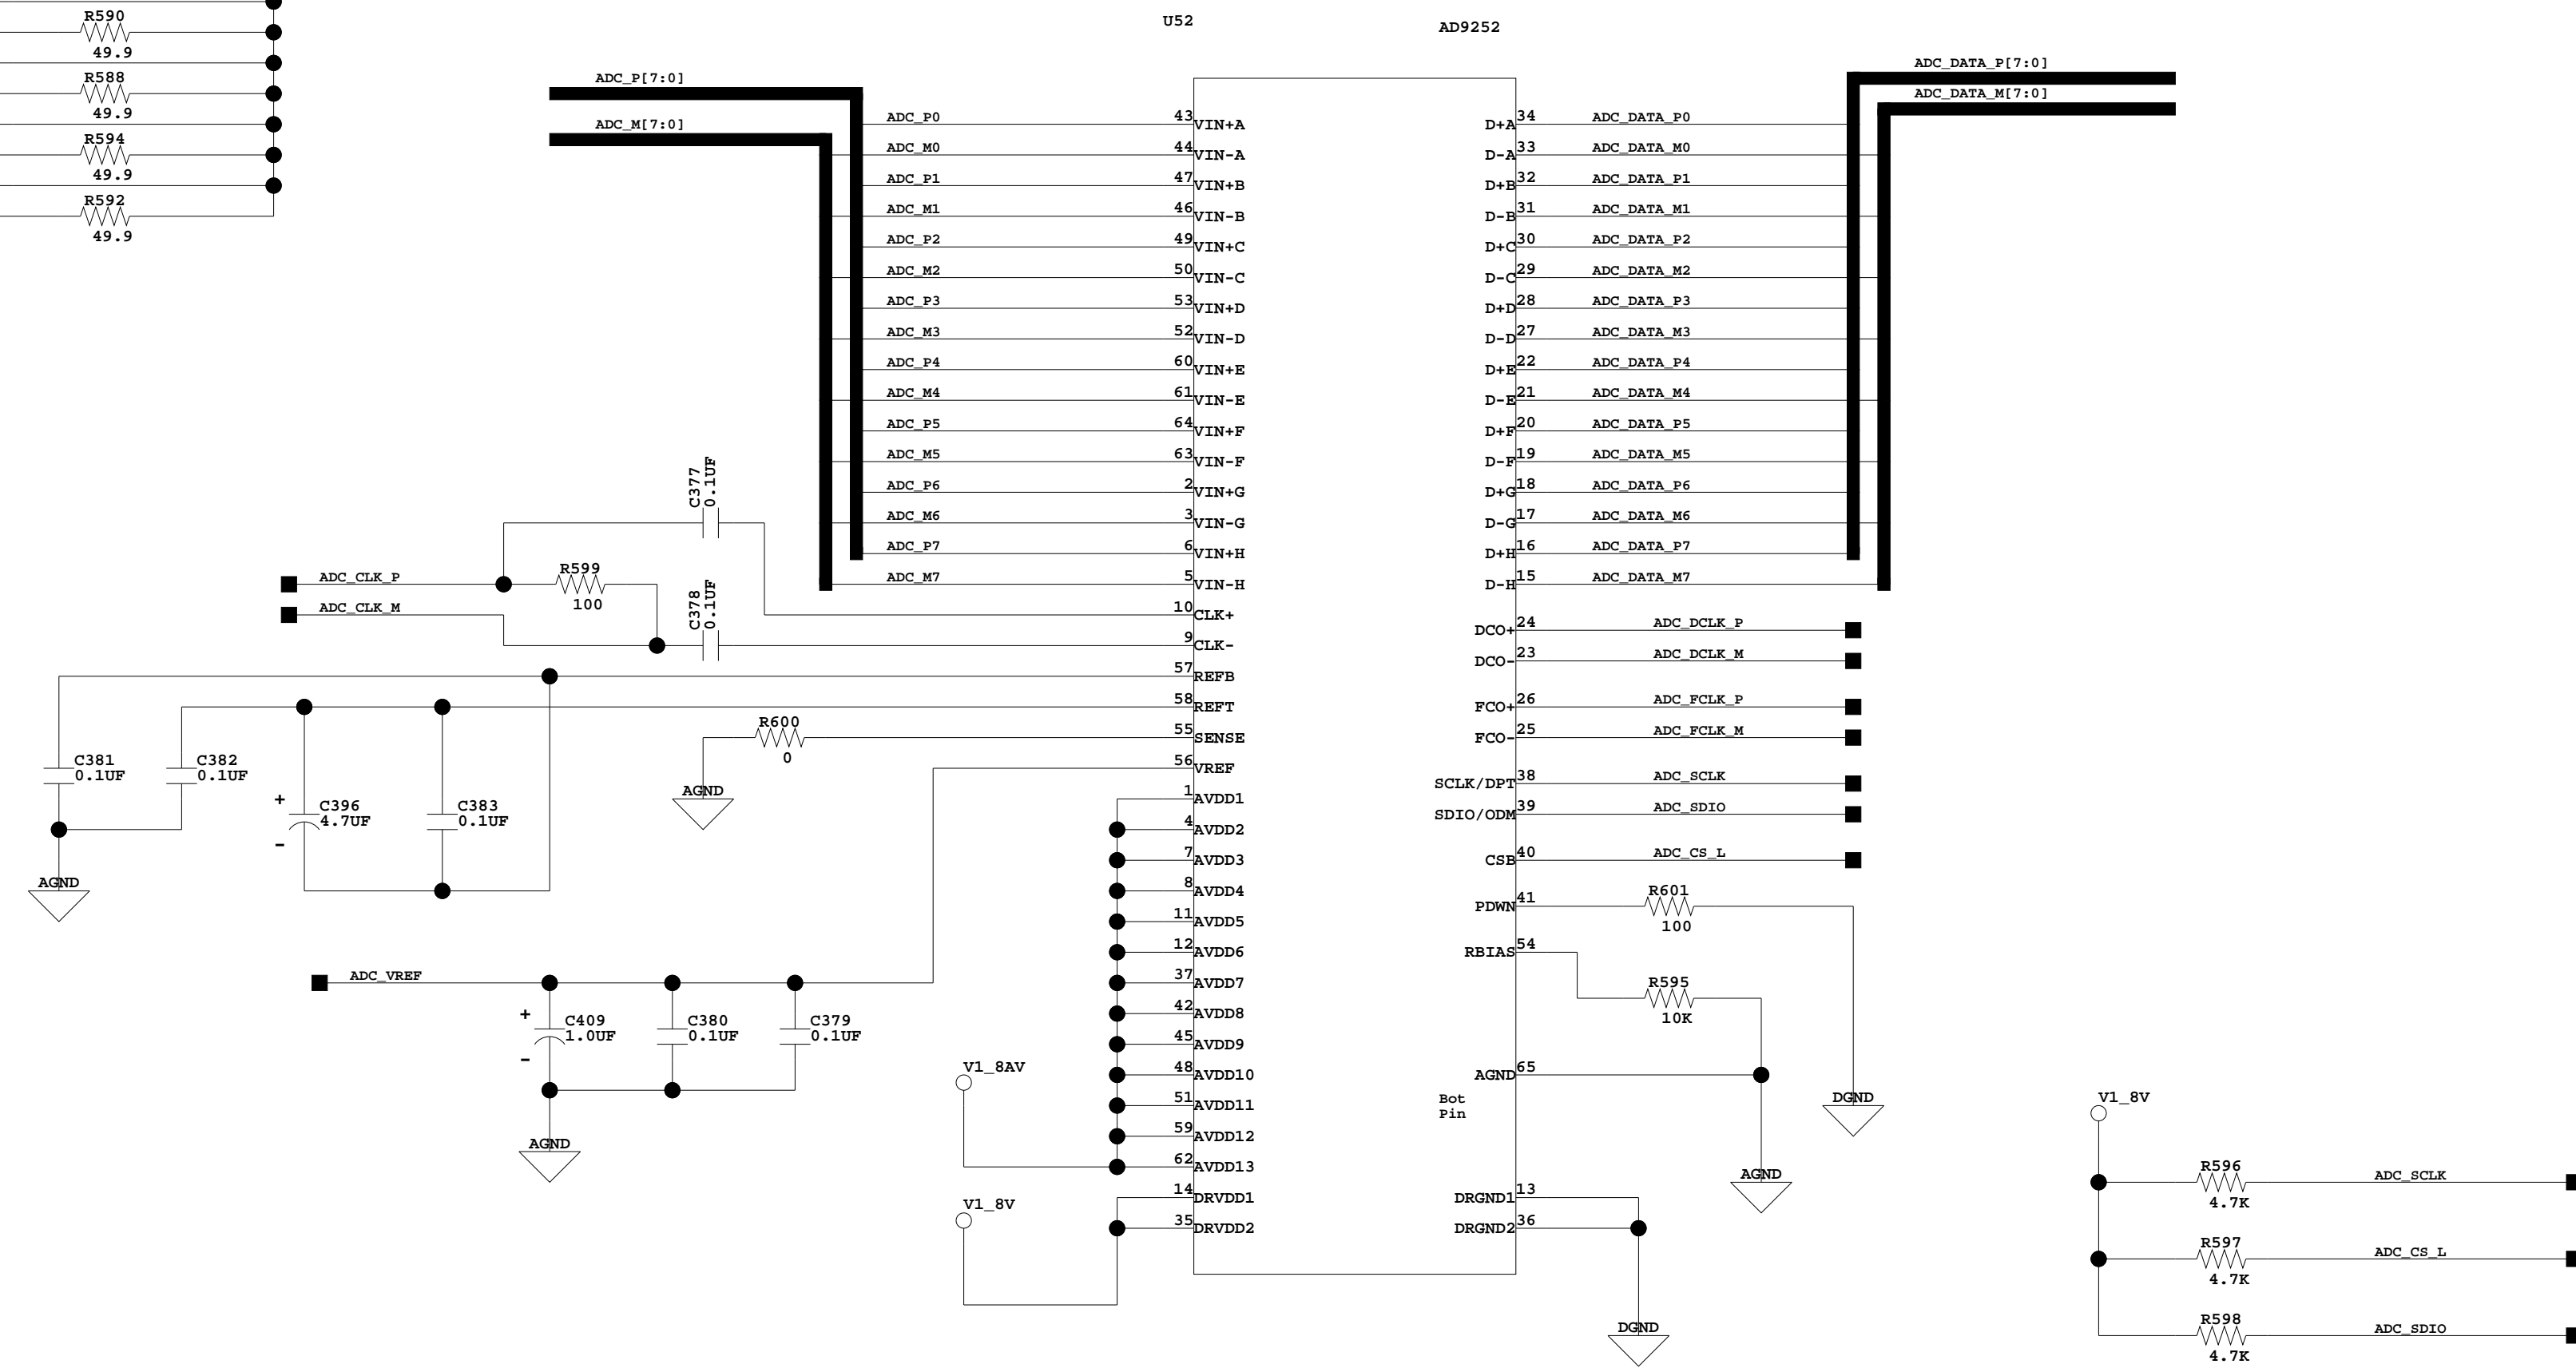 R590
49.9
R588
49.9
R594
49.9
R592
49.9
U52
AD9252
ADC_P[7:0]
ADC_M[7:0]
ADC_DATA_P[7:0]
ADC_DATA_M[7:0]
ADC_P0 43 VIN+A
ADC_M0 44 VIN-A
ADC_P1 47 VIN+B
ADC_M1 46 VIN-B
ADC_P2 49 VIN+C
ADC_M2 50 VIN-C
ADC_P3 53 VIN+D
ADC_M3 52 VIN-D
ADC_P4 60 VIN+E
ADC_M4 61 VIN-E
ADC_P5 64 VIN+F
ADC_M5 63 VIN-F
ADC_P6 2 VIN+G
ADC_M6 3 VIN-G
ADC_P7 6 VIN+H
ADC_M7 5 VIN-H
10 CLK+
9 CLK-
57 REFB
58 REFT
55 SENSE
56 VREF
1 AVDD1
4 AVDD2
7 AVDD3
8 AVDD4
11 AVDD5
12 AVDD6
37 AVDD7
42 AVDD8
45 AVDD9
48 AVDD10
51 AVDD11
59 AVDD12
62 AVDD13
14 DRVDD1
35 DRVDD2
D+A 34 ADC_DATA_P0
D-A 33 ADC_DATA_M0
D+B 32 ADC_DATA_P1
D-B 31 ADC_DATA_M1
D+C 30 ADC_DATA_P2
D-C 29 ADC_DATA_M2
D+D 28 ADC_DATA_P3
D-D 27 ADC_DATA_M3
D+E 22 ADC_DATA_P4
D-E 21 ADC_DATA_M4
D+F 20 ADC_DATA_P5
D-F 19 ADC_DATA_M5
D+G 18 ADC_DATA_P6
D-G 17 ADC_DATA_M6
D+H 16 ADC_DATA_P7
D-H 15 ADC_DATA_M7
DCO+ 24 ADC_DCLK_P
DCO- 23 ADC_DCLK_M
FCO+ 26 ADC_FCLK_P
FCO- 25 ADC_FCLK_M
SCLK/DPT 38 ADC_SCLK
SDIO/ODM 39 ADC_SDIO
CSB 40 ADC_CS_L
PDWN 41
R601
100
RBIAS 54
R595
10K
AGND 65
Bot
Pin
DRGND1 13
DRGND2 36
DGND
AGND
DGND
C377
0.1UF
ADC_CLK_P
R599
100
ADC_CLK_M
C378
0.1UF
R600
0
AGND
C381
0.1UF
C382
0.1UF
+
C396
4.7UF
-
C383
0.1UF
AGND
ADC_VREF
+
C409
1.0UF
-
C380
0.1UF
C379
0.1UF
AGND
V1_8AV
V1_8V
V1_8V
R596
4.7K
ADC_SCLK
R597
4.7K
ADC_CS_L
R598
4.7K
ADC_SDIO